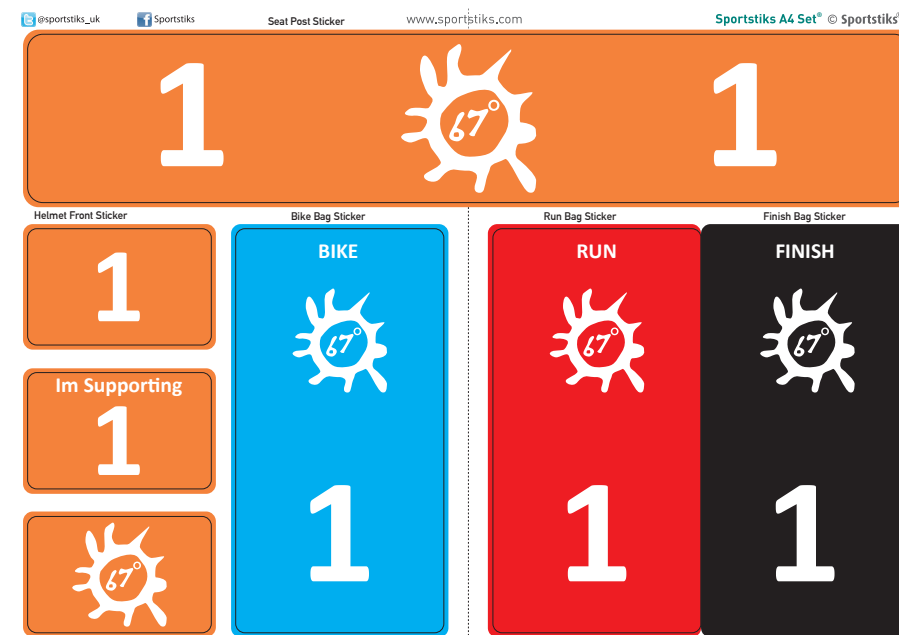 @sportstiks_uk
Sportstiks
Seat Post Sticker
www.sportstiks.com
Sportstiks A4 Set® © Sportstiks®
1
67°
1
Helmet Front Sticker
Bike Bag Sticker
Run Bag Sticker
Finish Bag Sticker
1
BIKE
67°
1
RUN
67°
1
FINISH
67°
1
Im Supporting
1
67°